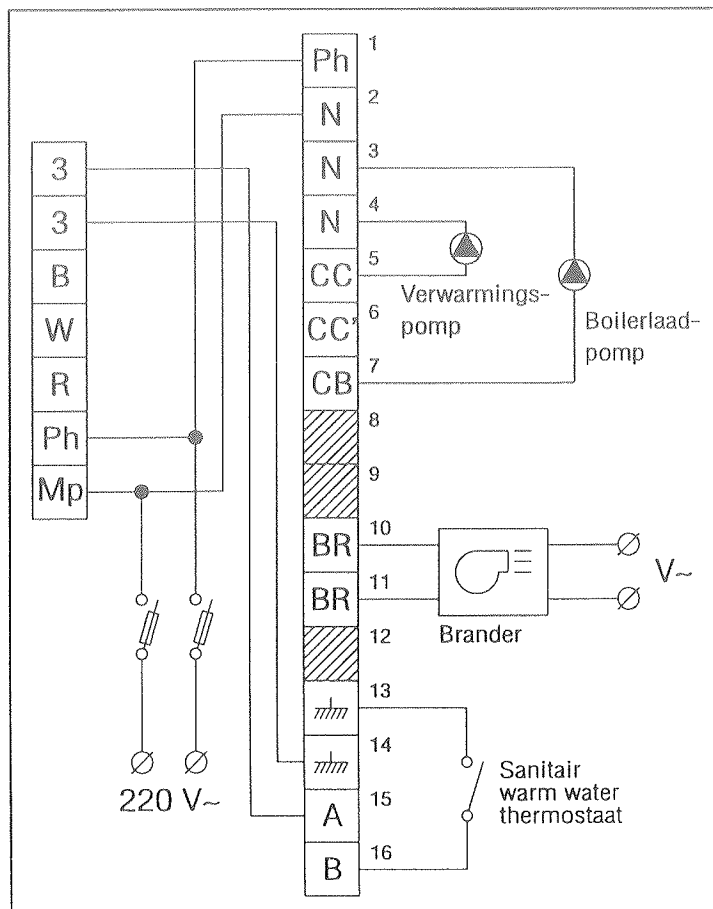 Ph 1
N 2
N 3
N 4
CC 5
CC' 6
CB 7
8
9
BR 10
BR 11
12
13
14
A 15
B 16
3
3
B
W
R
Ph
Mp
220 V~
Verwarmings-
pomp
Boilerlaad-
pomp
V~
Brander
Sanitair
warm water
thermostaat